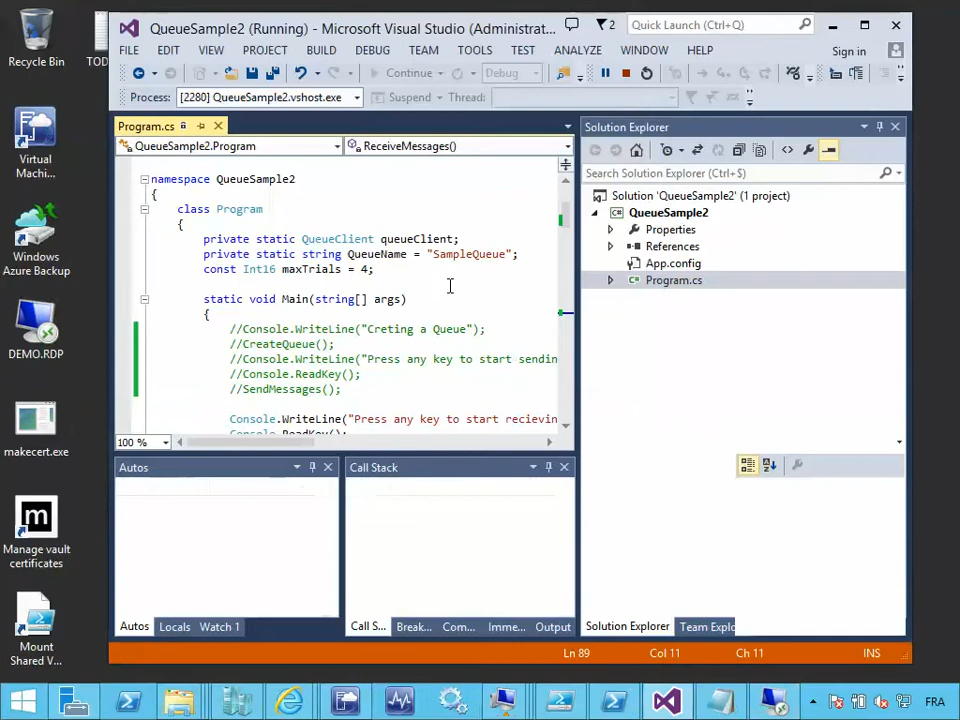 Recycle Bin
TOD
Virtual
Machi...
Windows
Azure Backup
DEMO.RDP
makecert.exe
m
Manage vault
certificates
Mount
Shared V...
QueueSample2 (Running) - Microsoft Visual Studio (Administrat...
2
Quick Launch (Ctrl+Q)
FILE EDIT VIEW PROJECT BUILD DEBUG TEAM TOOLS TEST ANALYZE WINDOW HELP
Sign in
Continue
Debug
Process: [2280] QueueSample2.vshost.exe
Suspend
Thread:
Program.cs
QueueSample2.Program
ReceiveMessages()
namespace QueueSample2
{
class Program
{
private static QueueClient queueClient;
private static string QueueName = "SampleQueue";
const Int16 maxTrials = 4;
static void Main(string[] args)
{
//Console.WriteLine("Creting a Queue");
//CreateQueue();
//Console.WriteLine("Press any key to start sendin
//Console.ReadKey();
//SendMessages();
Console.WriteLine("Press any key to start recievin
Console.ReadKey();
100 %
Autos
Call Stack
Autos Locals Watch 1
Call S... Break... Com... Imme... Output
Solution Explorer
Search Solution Explorer (Ctrl+$)
Solution 'QueueSample2' (1 project)
QueueSample2
Properties
References
App.config
Program.cs
Solution Explorer Team Explo
Ln 89 Col 11 Ch 11 INS
FRA